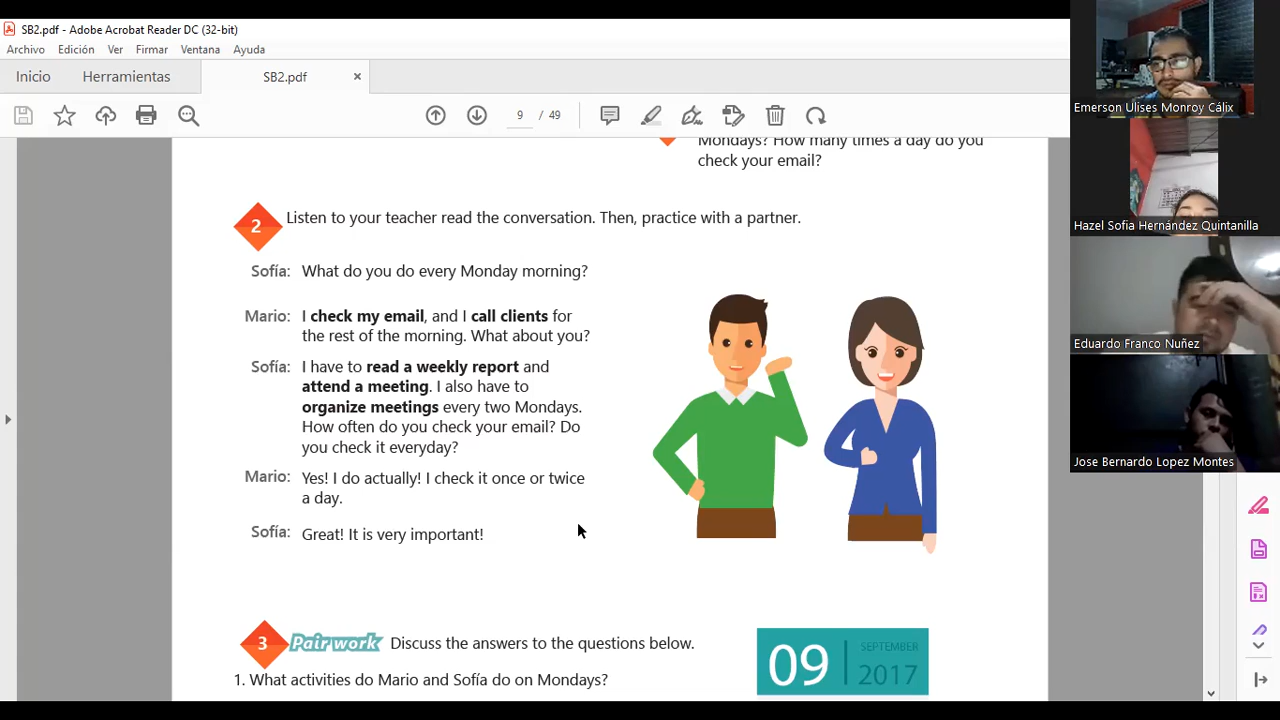 SB2.pdf - Adobe Acrobat Reader DC (32-bit)
Archivo Edición Ver Firmar Ventana Ayuda
Inicio Herramientas SB2.pdf ×
9 / 49
Mondays? How many times a day do you
check your email?
2 Listen to your teacher read the conversation. Then, practice with a partner.
Sofía: What do you do every Monday morning?
Mario: I check my email, and I call clients for
the rest of the morning. What about you?
Sofía: I have to read a weekly report and
attend a meeting. I also have to
organize meetings every two Mondays.
How often do you check your email? Do
you check it everyday?
Mario: Yes! I do actually! I check it once or twice
a day.
Sofía: Great! It is very important!
3 Pair work Discuss the answers to the questions below.
1. What activities do Mario and Sofía do on Mondays?
09 SEPTEMBER
2017
Emerson Ulises Monroy Cálix
Hazel Sofia Hernández Quintanilla
Eduardo Franco Nuñez
Jose Bernardo Lopez Montes